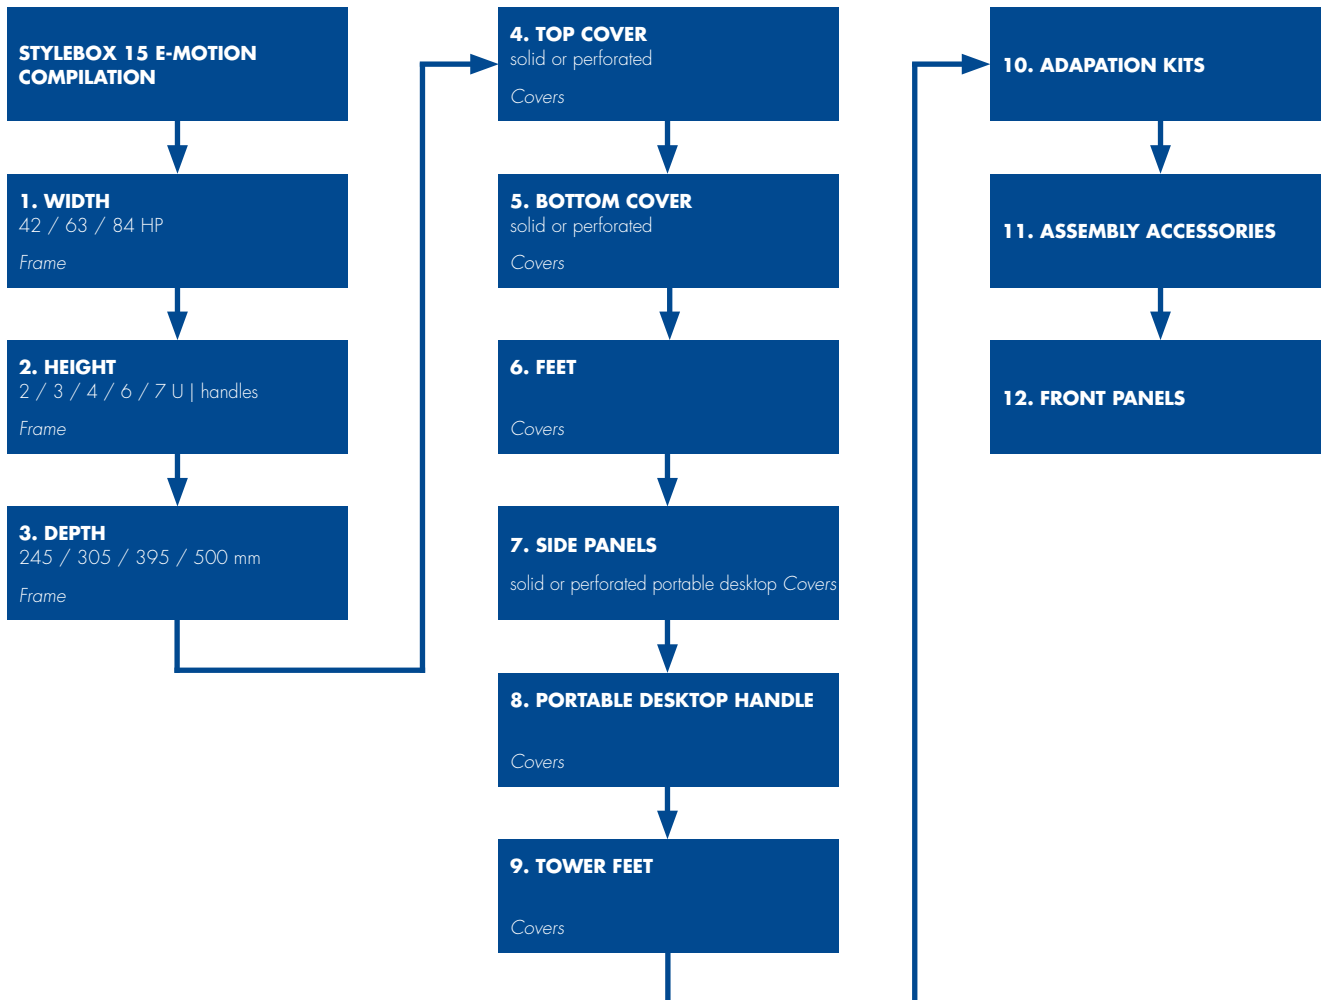 STYLEBOX 15 E-MOTION
COMPILATION
1. WIDTH
42 / 63 / 84 HP
Frame
2. HEIGHT
2 / 3 / 4 / 6 / 7 U | handles
Frame
3. DEPTH
245 / 305 / 395 / 500 mm
Frame
4. TOP COVER
solid or perforated
Covers
5. BOTTOM COVER
solid or perforated
Covers
6. FEET
Covers
7. SIDE PANELS
solid or perforated portable desktop Covers
8. PORTABLE DESKTOP HANDLE
Covers
9. TOWER FEET
Covers
10. ADAPATION KITS
11. ASSEMBLY ACCESSORIES
12. FRONT PANELS